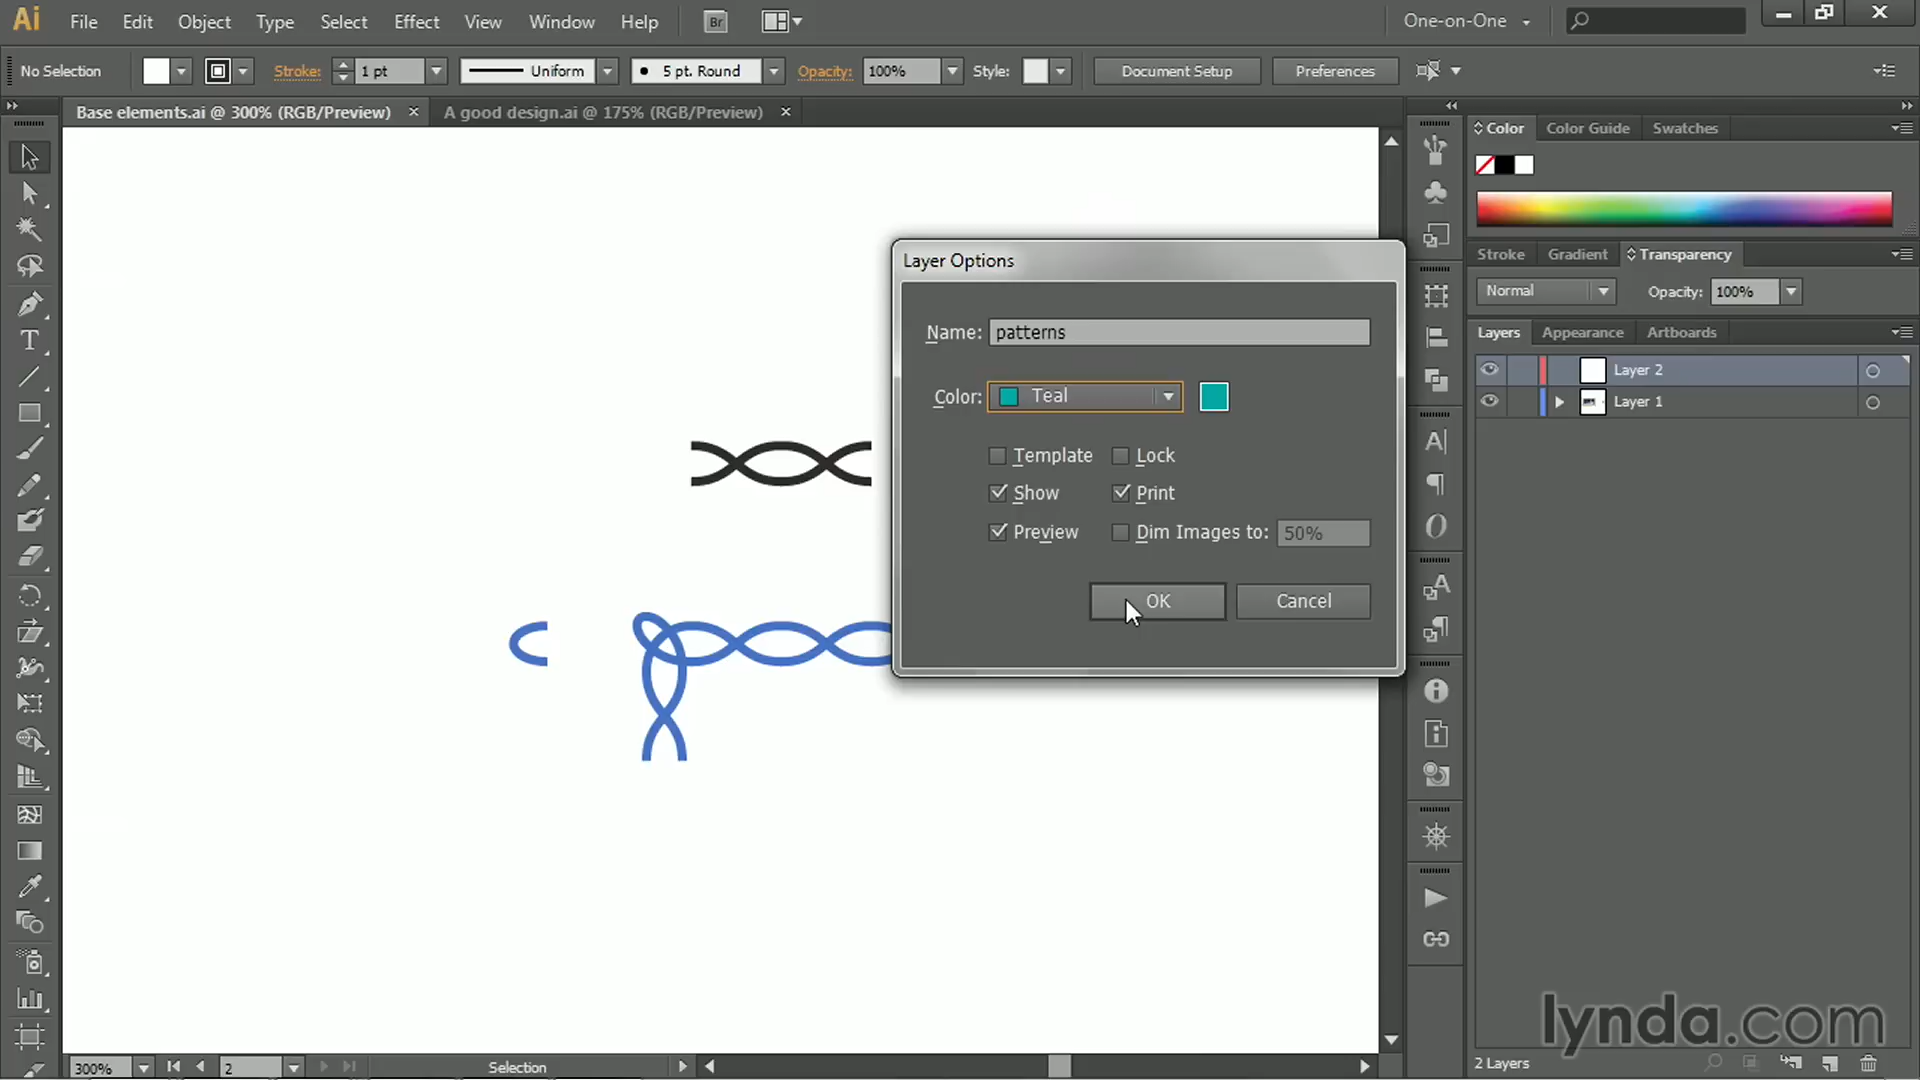 Ai File Edit Object Type Select Effect View Window Help Br One-on-One
No Selection Stroke: 1 pt Uniform 5 pt. Round Opacity: 100% Style: Document Setup Preferences
Base elements.ai @ 300% (RGB/Preview) A good design.ai @ 175% (RGB/Preview)
Color Color Guide Swatches
Stroke Gradient Transparency
Normal Opacity: 100%
Layers Appearance Artboards
Layer 2
Layer 1
Layer Options
Name: patterns
Color: Teal
Template Lock
Show Print
Preview Dim Images to: 50%
OK Cancel
lynda.com
300% 2 Selection 2 Layers